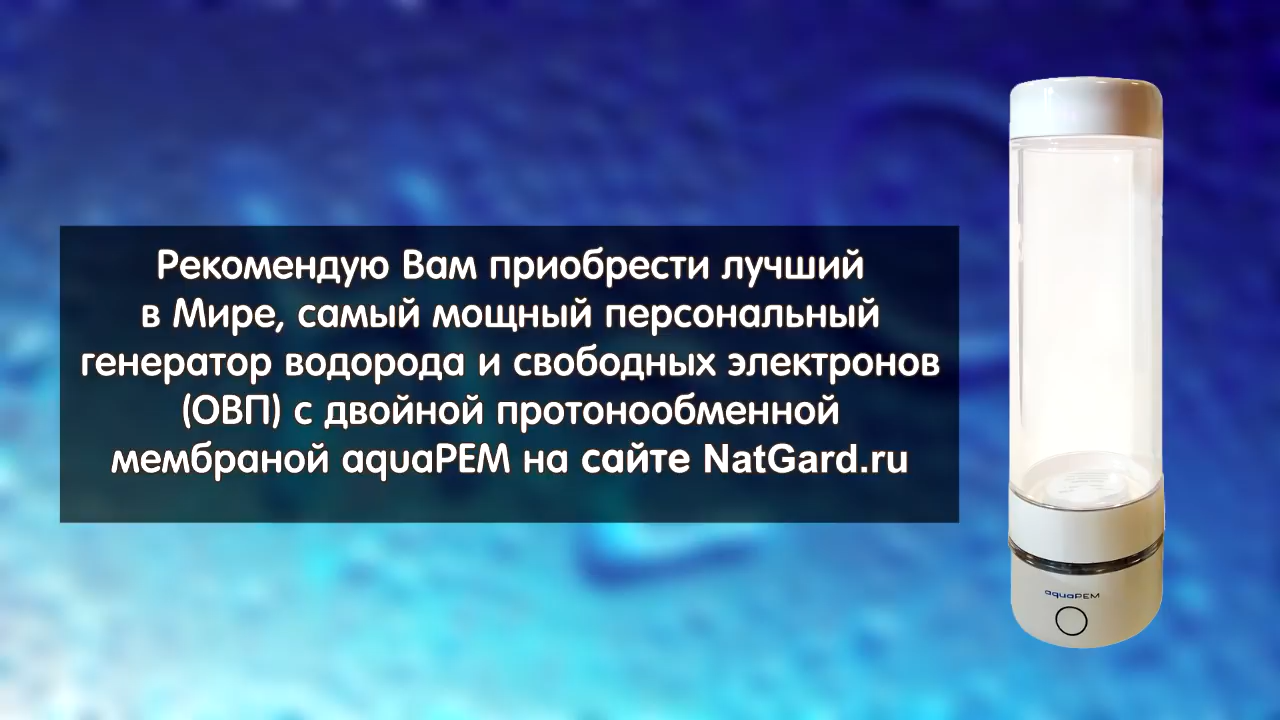 Рекомендую Вам приобрести лучший
в Мире, самый мощный персональный
генератор водорода и свободных электронов
(ОВП) с двойной протонообменной
мембраной aquaPEM на сайте NatGard.ru
aquaPEM